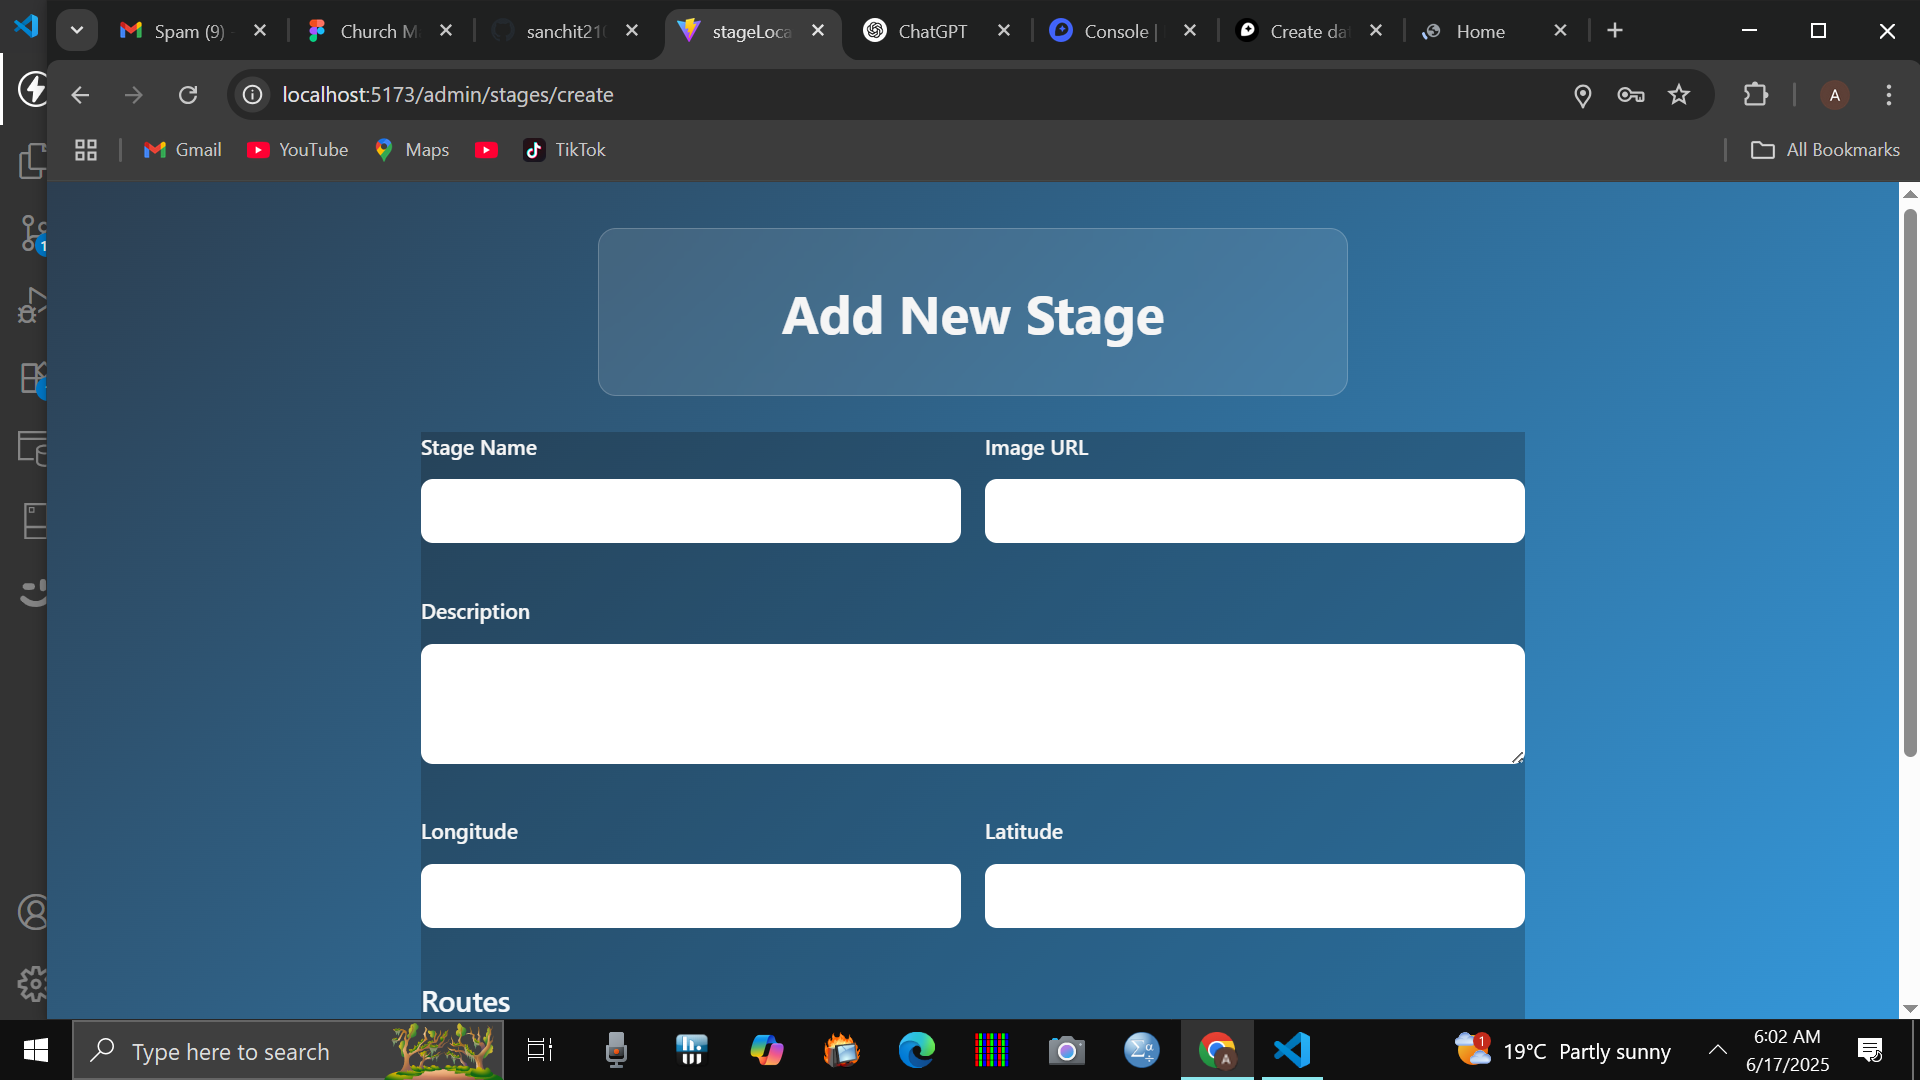 Spam (9)
Church M
sanchit21
stageLoca
ChatGPT
Console |
Create da
Home
localhost:5173/admin/stages/create
A
Gmail
YouTube
Maps
TikTok
All Bookmarks
Add New Stage
Stage Name
Image URL
Description
Longitude
Latitude
Routes
Type here to search
A
1
19°C Partly sunny
6:02 AM
6/17/2025